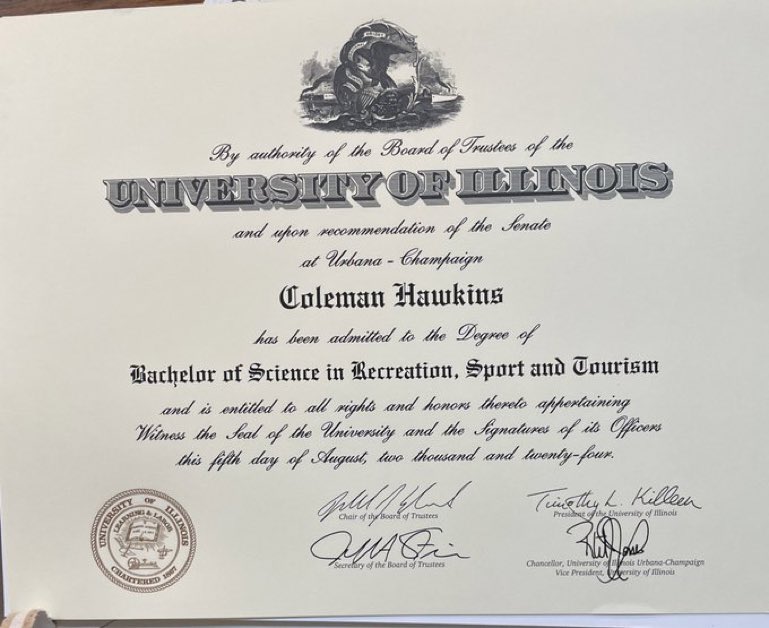 By authority of the Board of Trustees of the
UNIVERSITY OF ILLINOIS
and upon recommendation of the Senate
at Urbana - Champaign
Coleman Hawkins
has been admitted to the Degree of
Bachelor of Science in Recreation, Sport and Tourism
and is entitled to all rights and honors thereto appertaining
Witness the Seal of the University and the Signatures of its Officers
this fifth day of August, two thousand and twenty-four.
UNIVERSITY OF ILLINOIS
LEARNING & LABOR
CHARTERED 1867
Chair of the Board of Trustees
Timothy L. Killeen
President of the University of Illinois
Secretary of the Board of Trustees
Chancellor, University of Illinois Urbana-Champaign
Vice President, University of Illinois